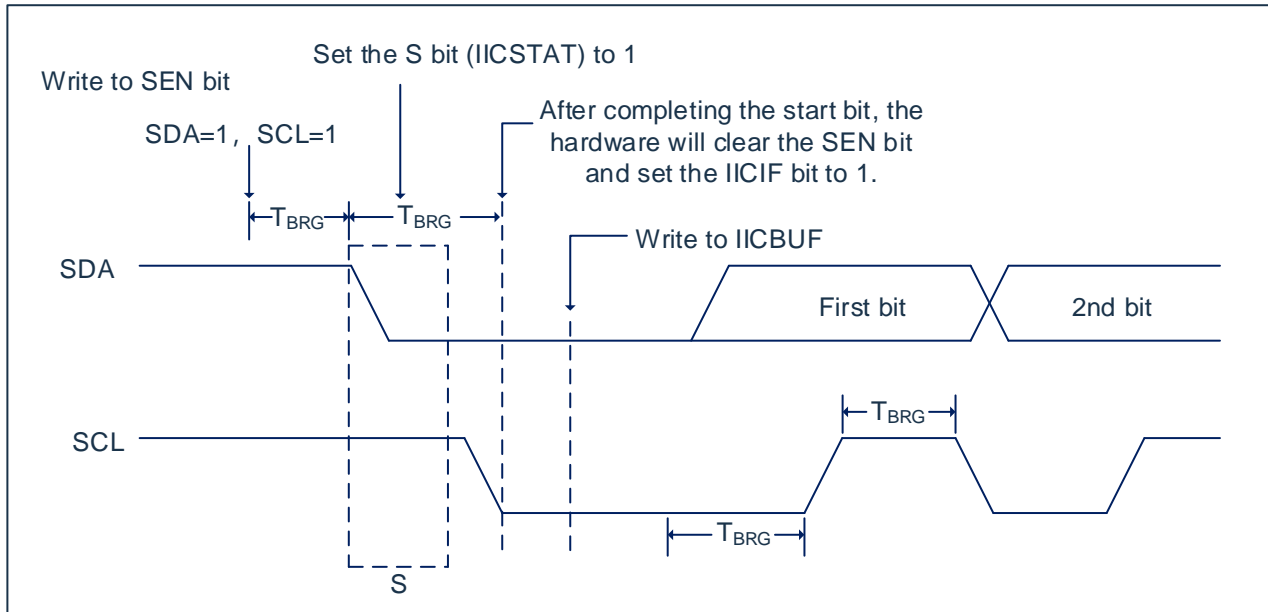 Set the S bit (IICSTAT) to 1
Write to SEN bit
SDA=1, SCL=1
After completing the start bit, the
hardware will clear the SEN bit
and set the IICIF bit to 1.
TBRG
TBRG
Write to IICBUF
SDA
First bit
2nd bit
TBRG
SCL
TBRG
S